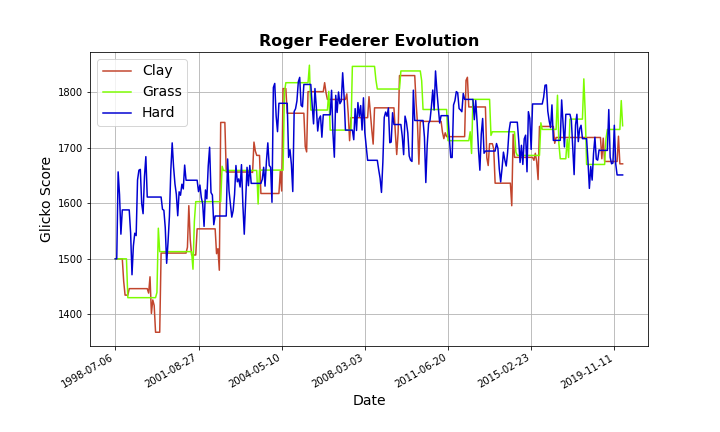 Roger Federer Evolution
Clay
Grass
Hard
Glicko Score
1800
1700
1600
1500
1400
1998-07-06
2001-08-27
2004-05-10
2008-03-03
2011-06-20
2015-02-23
2019-11-11
Date